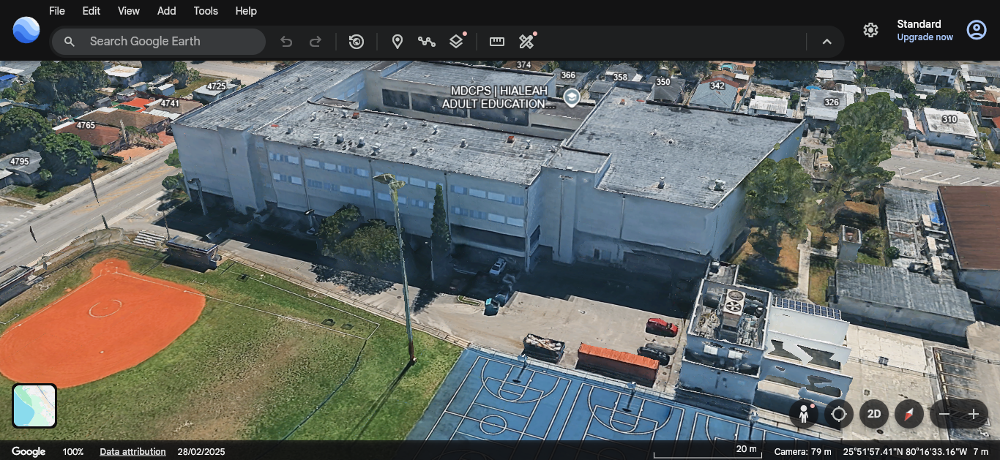 File Edit View Add Tools Help
Search Google Earth
Standard
Upgrade now
374
366
358
350
342
326
310
4725
4741
4765
4795
MDCPS | HIALEAH
ADULT EDUCATION...
2D
20 m
Google 100% Data attribution 28/02/2025 Camera: 79 m 25°51'57.41"N 80°16'33.16"W 7 m